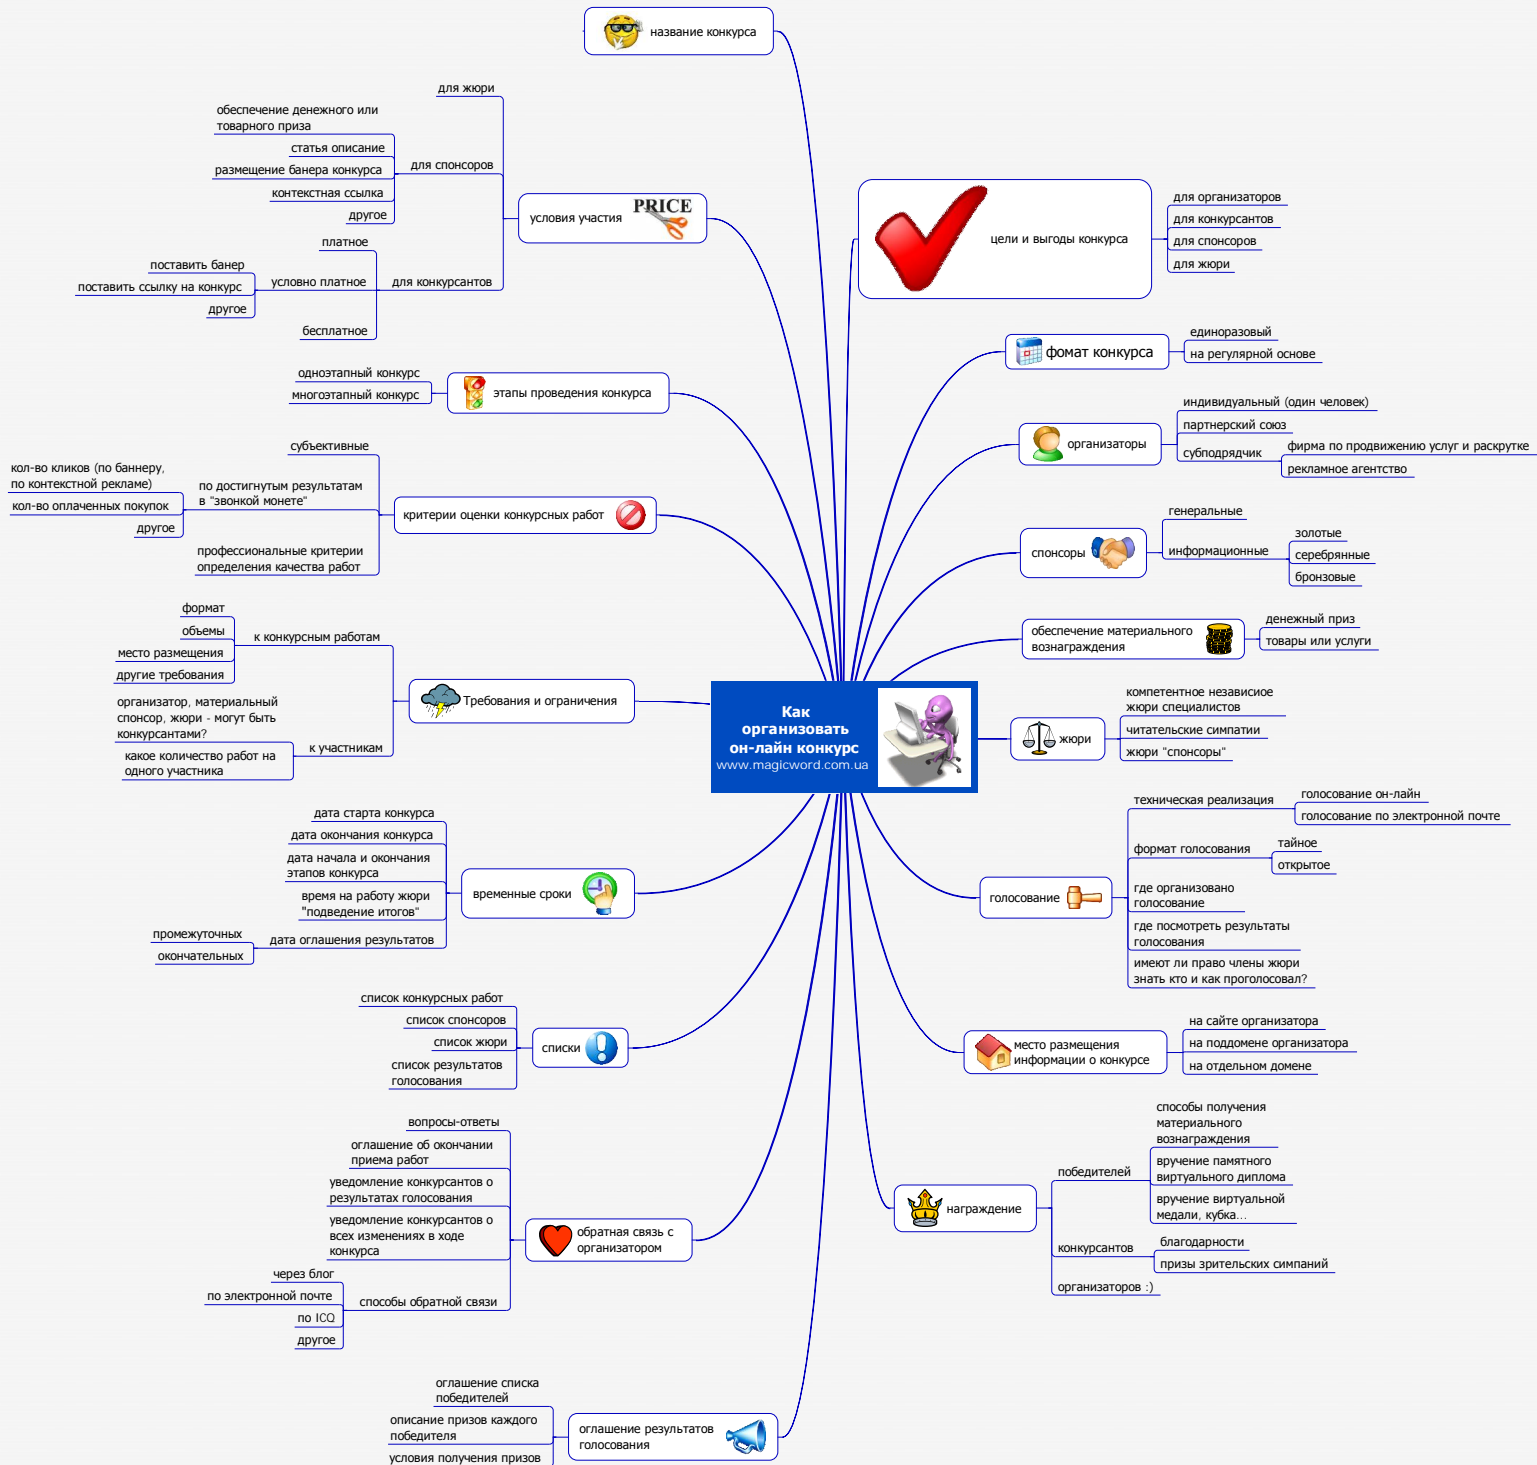 название конкурса
для жюри
обеспечение денежного или
товарного приза
статья описание
размещение банера конкурса
контекстная ссылка
другое
для спонсоров
платное
поставить банер
поставить ссылку на конкурс
другое
условно платное
бесплатное
для конкурсантов
условия участия
PRICE
одноэтапный конкурс
многоэтапный конкурс
этапы проведения конкурса
субъективные
кол-во кликов (по баннеру,
по контекстной рекламе)
кол-во оплаченных покупок
другое
по достигнутым результатам
в "звонкой монете"
профессиональные критерии
определения качества работ
критерии оценки конкурсных работ
формат
объемы
место размещения
другие требования
к конкурсным работам
организатор, материальный
спонсор, жюри - могут быть
конкурсантами?
какое количество работ на
одного участника
к участникам
Требования и ограничения
дата старта конкурса
дата окончания конкурса
дата начала и окончания
этапов конкурса
время на работу жюри
"подведение итогов"
промежуточных
окончательных
дата оглашения результатов
временные сроки
список конкурсных работ
список спонсоров
список жюри
список результатов
голосования
списки
вопросы-ответы
оглашение об окончании
приема работ
уведомление конкурсантов о
результатах голосования
уведомление конкурсантов о
всех изменениях в ходе
конкурса
через блог
по электронной почте
по ICQ
другое
способы обратной связи
обратная связь с
организатором
оглашение списка
победителей
описание призов каждого
победителя
условия получения призов
оглашение результатов
голосования
Как
организовать
он-лайн конкурс
www.magicword.com.ua
цели и выгоды конкурса
для организаторов
для конкурсантов
для спонсоров
для жюри
фомат конкурса
единоразовый
на регулярной основе
организаторы
индивидуальный (один человек)
партнерский союз
субподрядчик
фирма по продвижению услуг и раскрутке
рекламное агентство
спонсоры
генеральные
информационные
золотые
серебрянные
бронзовые
обеспечение материального
вознаграждения
денежный приз
товары или услуги
жюри
компетентное независиое
жюри специалистов
читательские симпатии
жюри "спонсоры"
голосование
техническая реализация
голосование он-лайн
голосование по электронной почте
формат голосования
тайное
открытое
где организовано
голосование
где посмотреть результаты
голосования
имеют ли право члены жюри
знать кто и как проголосовал?
место размещения
информации о конкурсе
на сайте организатора
на поддомене организатора
на отдельном домене
награждение
победителей
способы получения
материального
вознаграждения
вручение памятного
виртуального диплома
вручение виртуальной
медали, кубка...
конкурсантов
благодарности
призы зрительских симпаний
организаторов :)